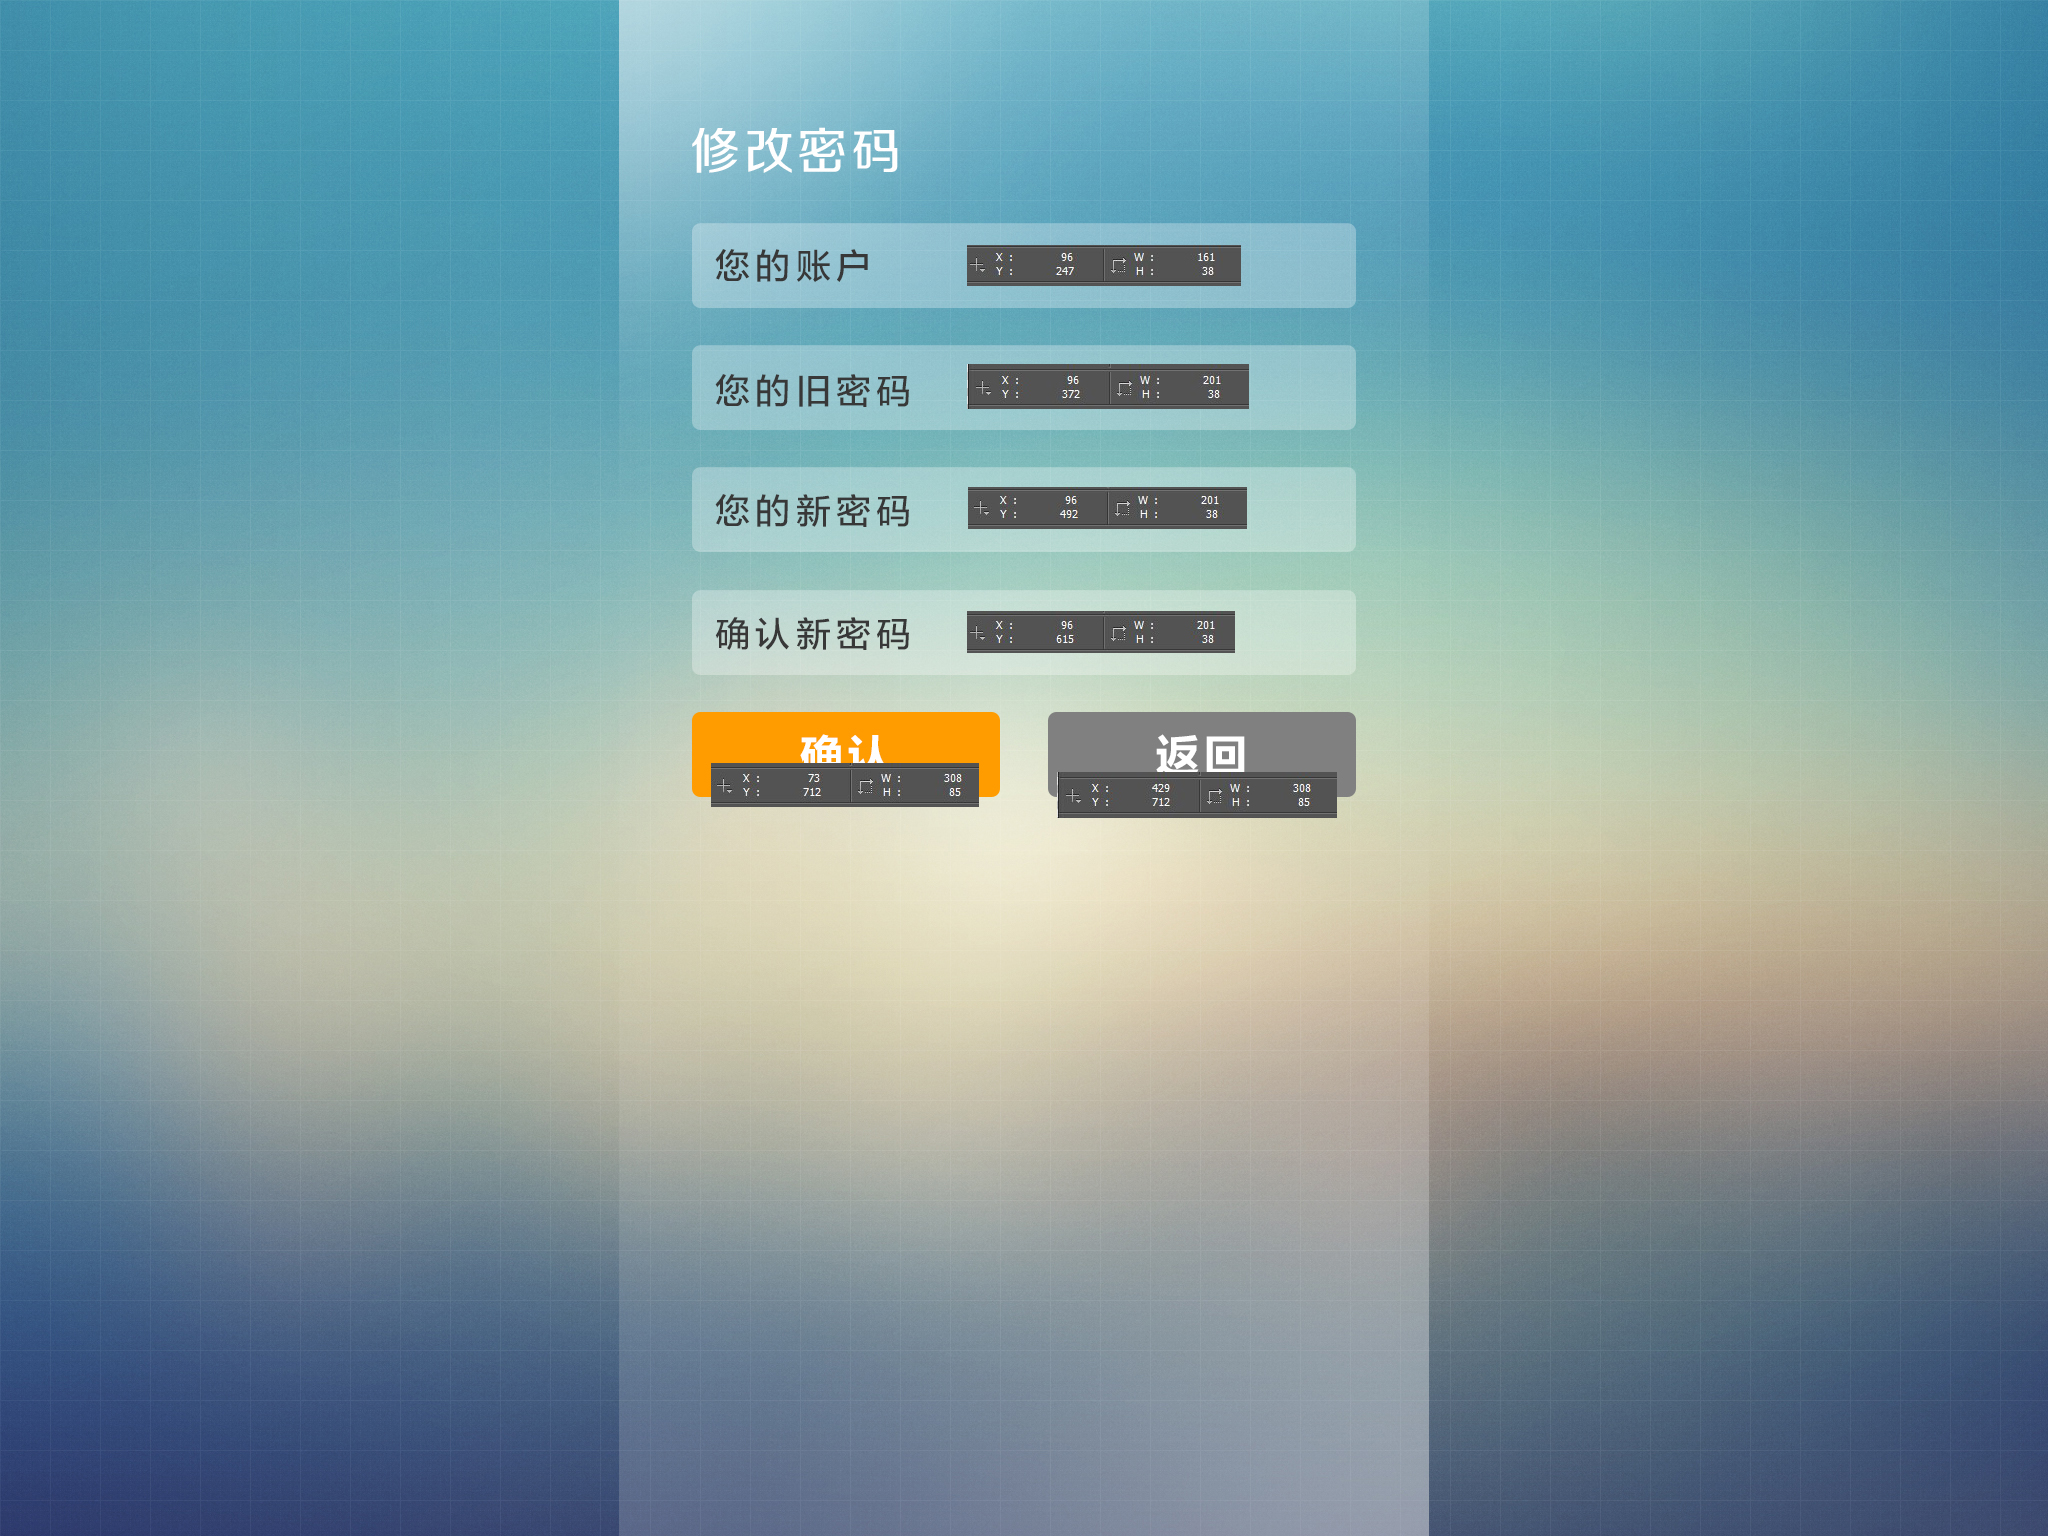 修改密码
您的账户
X : 96 W : 161
Y : 247 H : 38
您的旧密码
X : 96 W : 201
Y : 372 H : 38
您的新密码
X : 96 W : 201
Y : 492 H : 38
确认新密码
X : 96 W : 201
Y : 615 H : 38
确认 返回
X : 73 W : 308
Y : 712 H : 85
X : 429 W : 308
Y : 712 H : 85